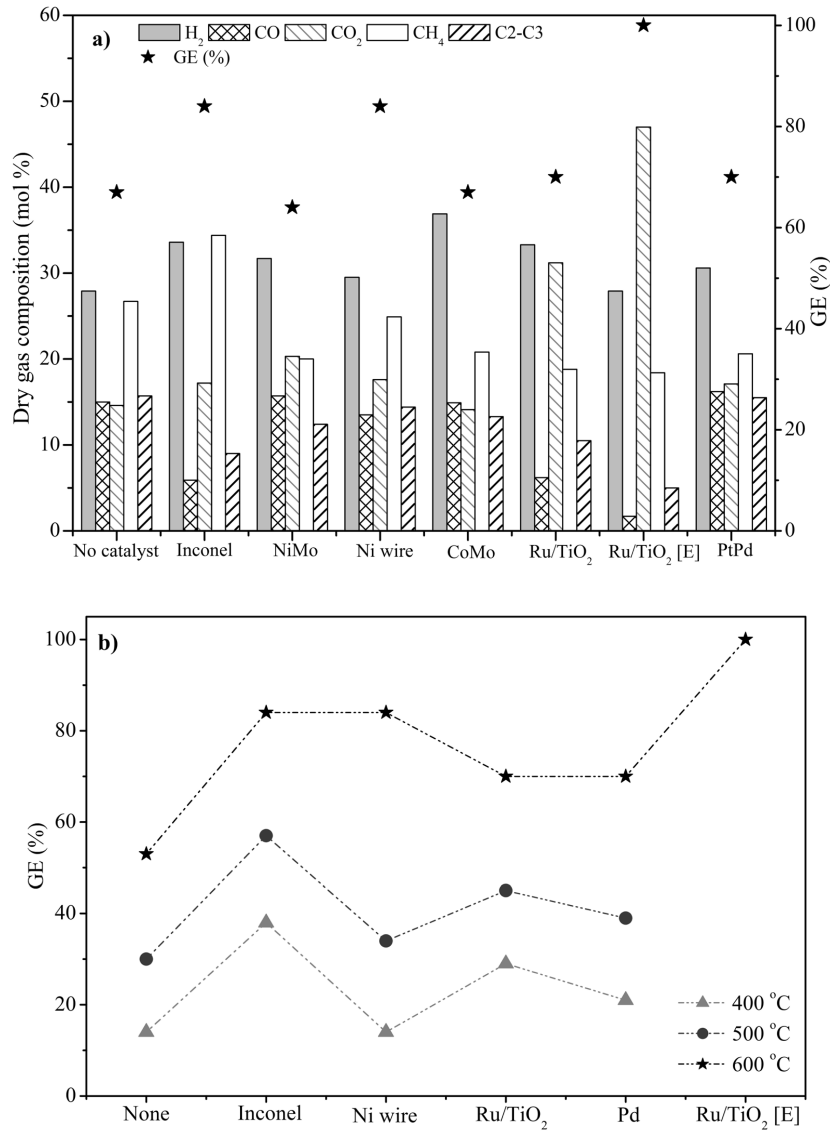 a)
H2 CO CO2 CH4 C2-C3
GE (%)
Dry gas composition (mol %)
60
50
40
30
20
10
0
GE (%)
100
80
60
40
20
0
No catalyst Inconel NiMo Ni wire CoMo Ru/TiO2 Ru/TiO2 [E] PtPd
b)
GE (%)
100
80
60
40
20
0
400 °C
500 °C
600 °C
None Inconel Ni wire Ru/TiO2 Pd Ru/TiO2 [E]